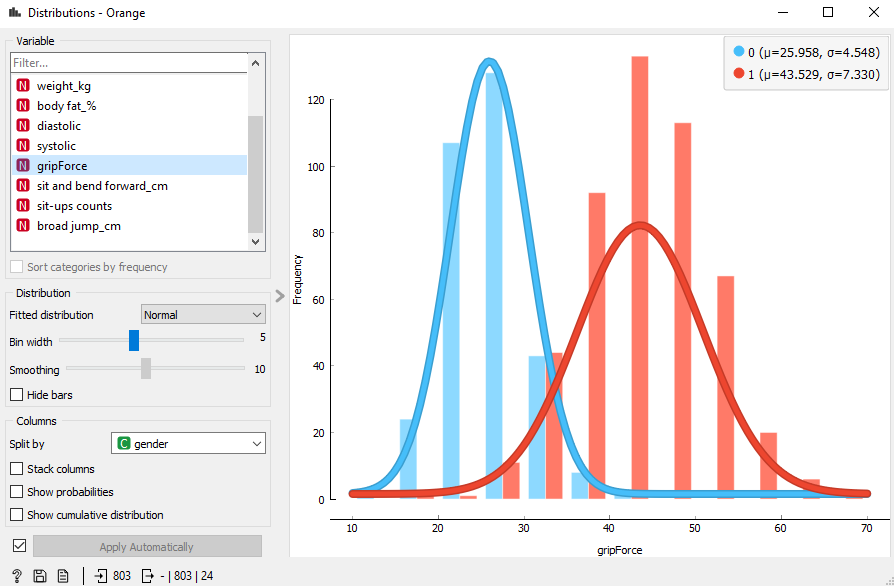 Distributions - Orange
Variable
Filter...
N weight_kg
N body fat_%
N diastolic
N systolic
N gripForce
N sit and bend forward_cm
N sit-ups counts
N broad jump_cm
Sort categories by frequency
Distribution
Fitted distribution Normal
Bin width 5
Smoothing 10
Hide bars
Columns
Split by C gender
Stack columns
Show probabilities
Show cumulative distribution
Apply Automatically
? 803 - | 803 | 24
0 (μ=25.958, σ=4.548)
1 (μ=43.529, σ=7.330)
Frequency
120
100
80
60
40
20
0
10 20 30 40 50 60 70
gripForce